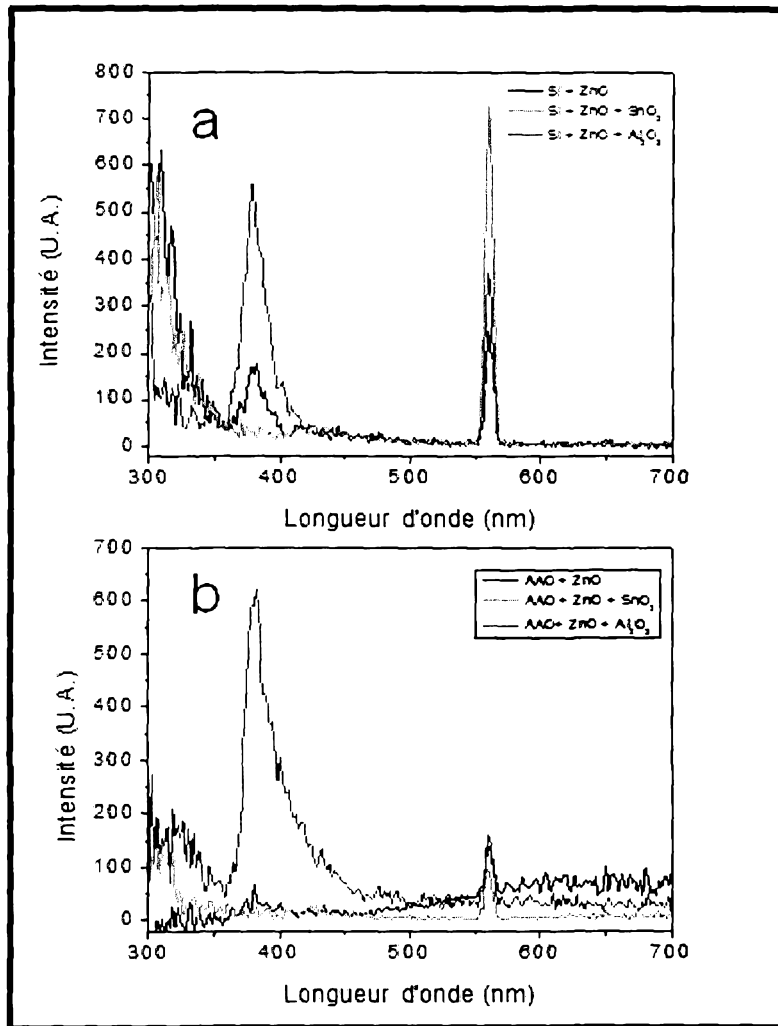 800
700
600
500
400
300
200
100
0
Intensité (U.A.)
a
Si + ZnO
Si + ZnO + SnO₂
Si + ZnO + Al₂O₃
300 400 500 600 700
Longueur d'onde (nm)
700
600
500
400
300
200
100
0
Intensité (U.A.)
b
AAO + ZnO
AAO + ZnO + SnO₂
AAO+ ZnO + Al₂O₃
300 400 500 600 700
Longueur d'onde (nm)